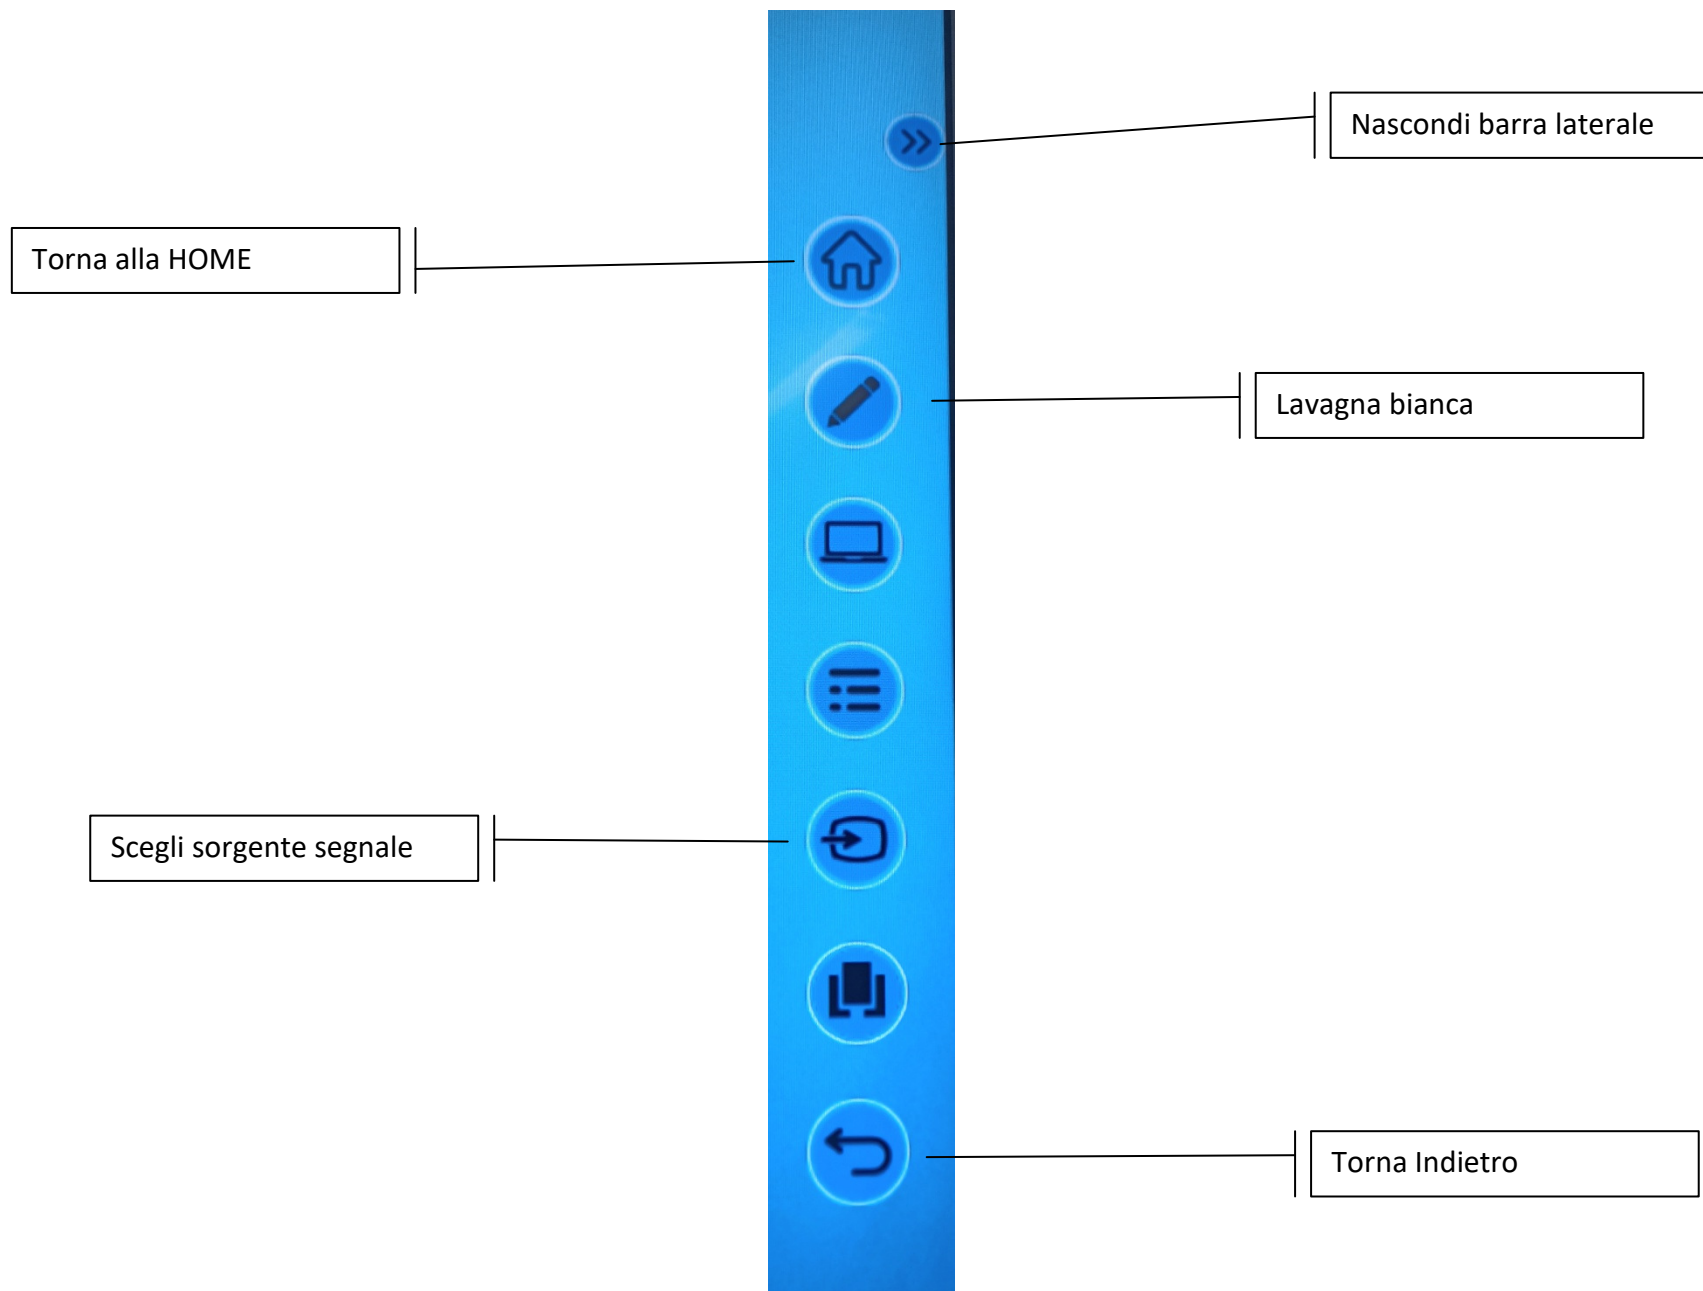 Nascondi barra laterale
Torna alla HOME
Lavagna bianca
Scegli sorgente segnale
Torna Indietro